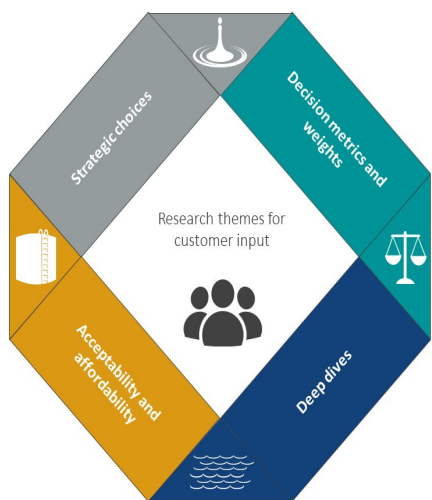 Strategic choices
Decision metrics and
weights
Research themes for
customer input
Acceptability and
affordability
Deep dives